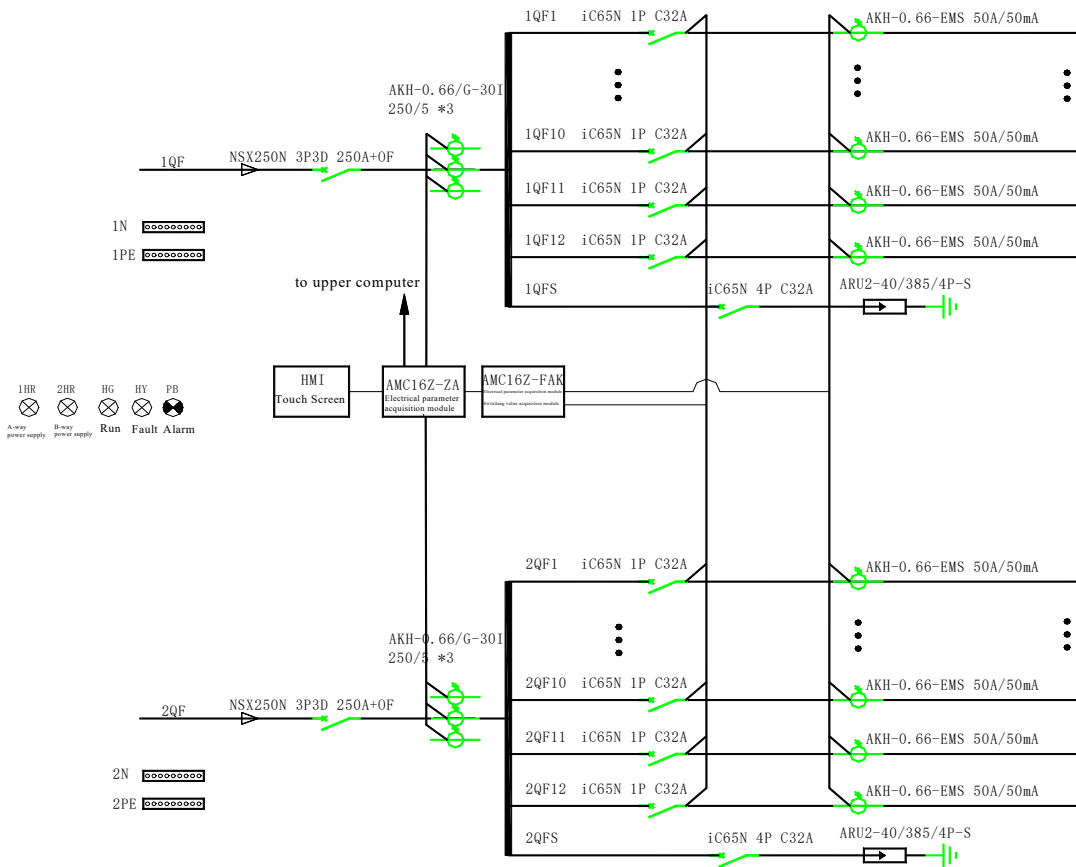 1QF1 iC65N 1P C32A AKH-0.66-EMS 50A/50mA
AKH-0.66/G-30I
250/5 *3
1QF10 iC65N 1P C32A AKH-0.66-EMS 50A/50mA
1QF NSX250N 3P3D 250A+OF
1QF11 iC65N 1P C32A AKH-0.66-EMS 50A/50mA
1N
1QF12 iC65N 1P C32A AKH-0.66-EMS 50A/50mA
1PE
to upper computer
1QFS iC65N 4P C32A ARU2-40/385/4P-S
HMI
Touch Screen
AMC16Z-ZA
Electrical parameter
acquisition module
AMC16Z-FAK
Electrical parameter acquisition module
Switching value acquisition module
1HR 2HR HG HY PB
A-way
power supply
B-way
power supply
Run Fault Alarm
2QF1 iC65N 1P C32A AKH-0.66-EMS 50A/50mA
AKH-0.66/G-30I
250/5 *3
2QF10 iC65N 1P C32A AKH-0.66-EMS 50A/50mA
2QF NSX250N 3P3D 250A+OF
2QF11 iC65N 1P C32A AKH-0.66-EMS 50A/50mA
2N
2QF12 iC65N 1P C32A AKH-0.66-EMS 50A/50mA
2PE
2QFS iC65N 4P C32A ARU2-40/385/4P-S